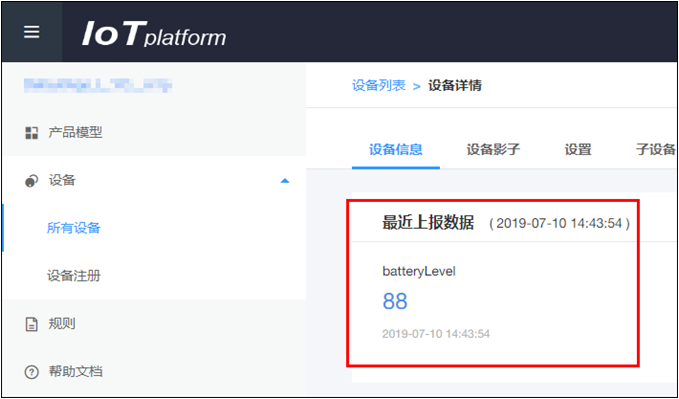 IoTplatform
设备列表 > 设备详情
产品模型
设备信息 设备影子 设置 子设备
设备
最近上报数据 ( 2019-07-10 14:43:54 )
所有设备
batteryLevel
设备注册
88
规则
2019-07-10 14:43:54
帮助文档